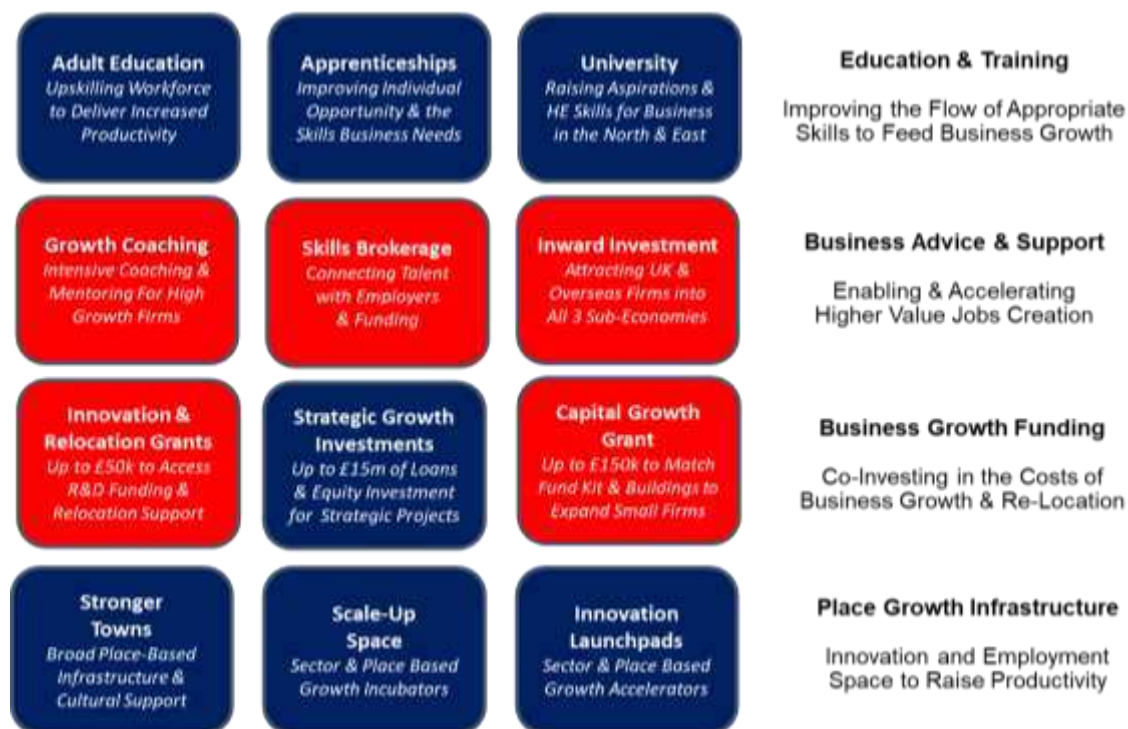 Adult Education
Upskilling Workforce
to Deliver Increased
Productivity
Apprenticeships
Improving Individual
Opportunity & the
Skills Business Needs
University
Raising Aspirations &
HE Skills for Business
in the North & East
Education & Training
Improving the Flow of Appropriate
Skills to Feed Business Growth
Growth Coaching
Intensive Coaching &
Mentoring For High
Growth Firms
Skills Brokerage
Connecting Talent
with Employers
& Funding
Inward Investment
Attracting UK &
Overseas Firms into
All 3 Sub-Economies
Business Advice & Support
Enabling & Accelerating
Higher Value Jobs Creation
Innovation &
Relocation Grants
Up to £50k to Access
R&D Funding &
Relocation Support
Strategic Growth
Investments
Up to £15m of Loans
& Equity Investment
for Strategic Projects
Capital Growth
Grant
Up to £150k to Match
Fund Kit & Buildings to
Expand Small Firms
Business Growth Funding
Co-Investing in the Costs of
Business Growth & Re-Location
Stronger
Towns
Broad Place-Based
Infrastructure &
Cultural Support
Scale-Up
Space
Sector & Place Based
Growth Incubators
Innovation
Launchpads
Sector & Place Based
Growth Accelerators
Place Growth Infrastructure
Innovation and Employment
Space to Raise Productivity